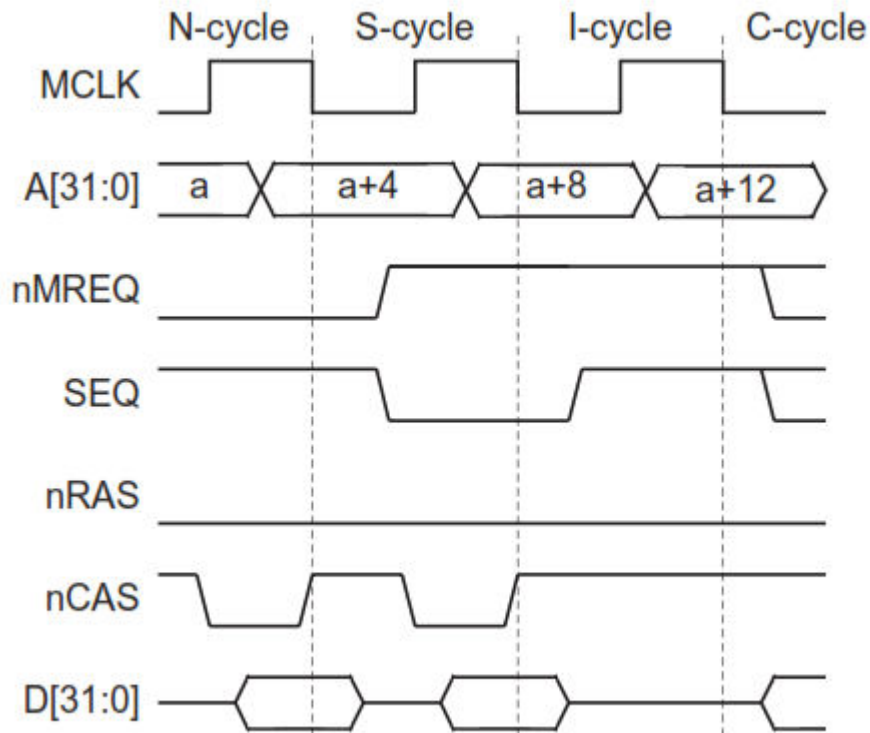 N-cycle S-cycle I-cycle C-cycle
MCLK
A[31:0] a a+4 a+8 a+12
nMREQ
SEQ
nRAS
nCAS
D[31:0]